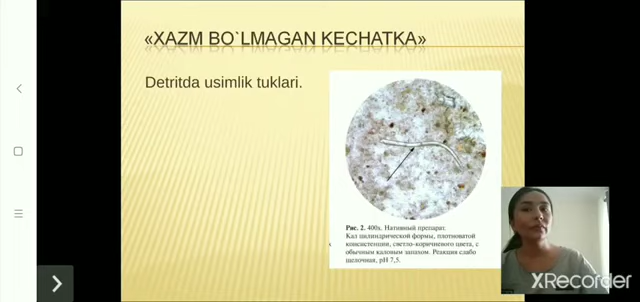 «XAZM BO`LMAGAN KECHATKA»
Detritda usimlik tuklari.
Рис. 2. 400х. Нативный препарат.
Кал цилиндрической формы, плотноватой
консистенции, светло-коричневого цвета, с
обычным каловым запахом. Реакция слабо
щелочная, pH 7,5.
XRecorder